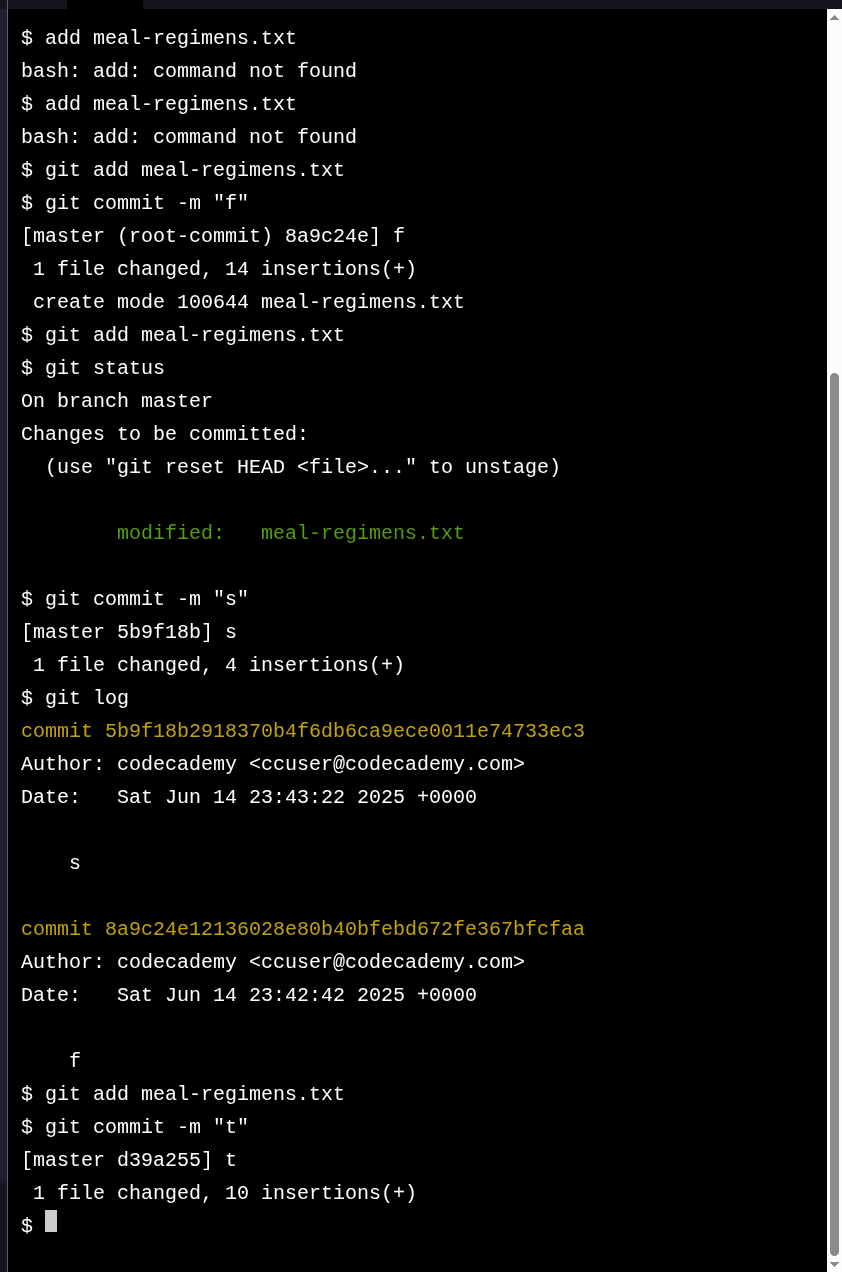 $ add meal-regimens.txt
bash: add: command not found
$ add meal-regimens.txt
bash: add: command not found
$ git add meal-regimens.txt
$ git commit -m "f"
[master (root-commit) 8a9c24e] f
 1 file changed, 14 insertions(+)
 create mode 100644 meal-regimens.txt
$ git add meal-regimens.txt
$ git status
On branch master
Changes to be committed:
  (use "git reset HEAD <file>..." to unstage)

        modified:   meal-regimens.txt

$ git commit -m "s"
[master 5b9f18b] s
 1 file changed, 4 insertions(+)
$ git log
commit 5b9f18b2918370b4f6db6ca9ece0011e74733ec3
Author: codecademy <ccuser@codecademy.com>
Date:   Sat Jun 14 23:43:22 2025 +0000

    s

commit 8a9c24e12136028e80b40bfebd672fe367bfcfaa
Author: codecademy <ccuser@codecademy.com>
Date:   Sat Jun 14 23:42:42 2025 +0000

    f
$ git add meal-regimens.txt
$ git commit -m "t"
[master d39a255] t
 1 file changed, 10 insertions(+)
$